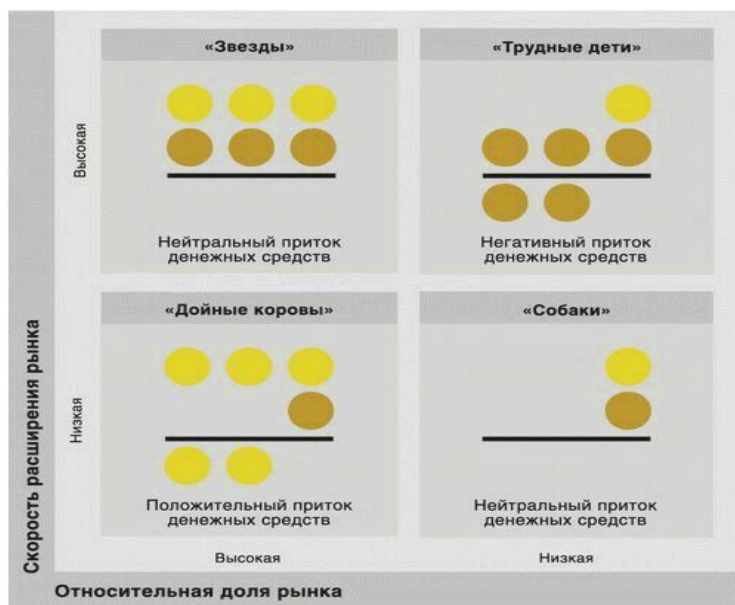 «Звезды»
«Трудные дети»
Высокая
Нейтральный приток
денежных средств
Негативный приток
денежных средств
«Дойные коровы»
«Собаки»
Низкая
Положительный приток
денежных средств
Нейтральный приток
денежных средств
Скорость расширения рынка
Высокая
Низкая
Относительная доля рынка